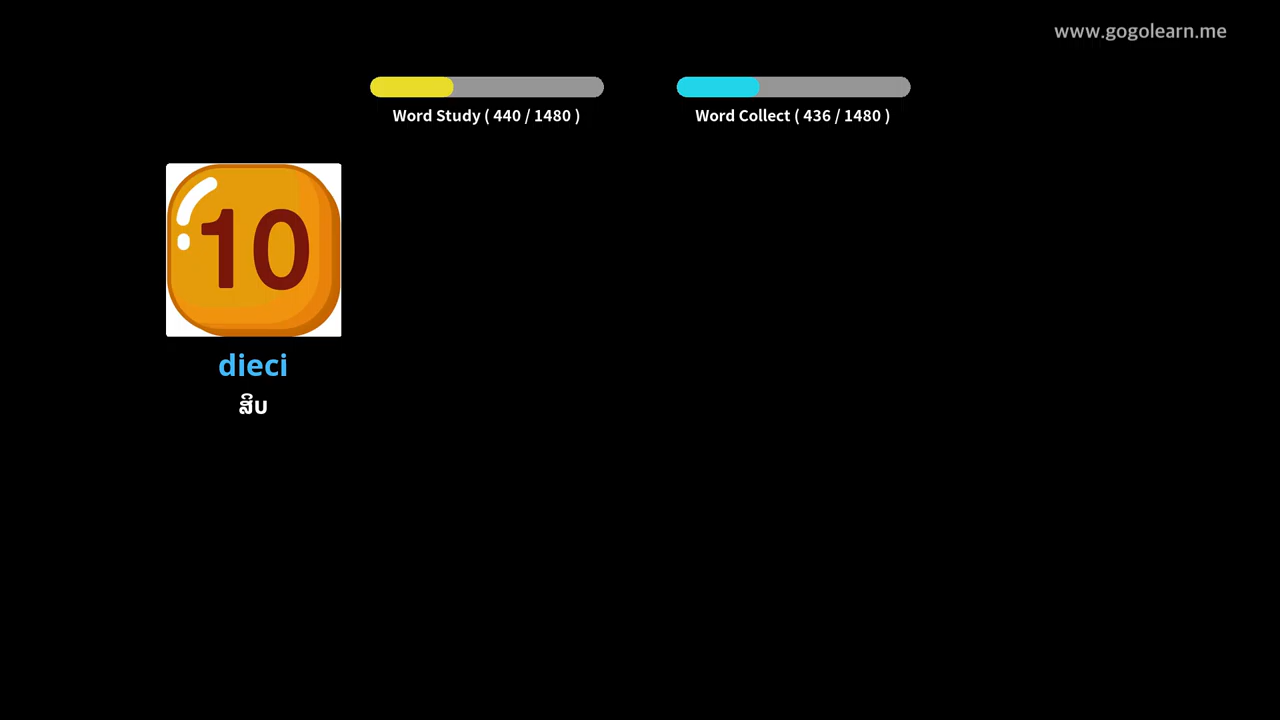 www.gogolearn.me
Word Study ( 440 / 1480 )
Word Collect ( 436 / 1480 )
10
dieci
ສິບ